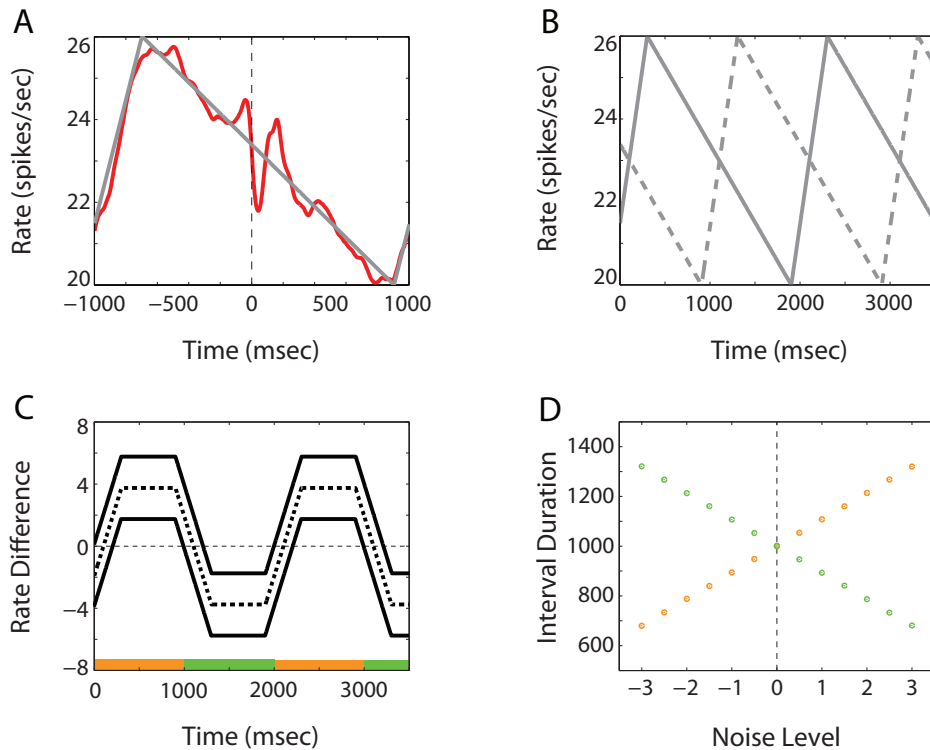 A
Rate (spikes/sec)
26
24
22
20
−1000 −500 0 500 1000
Time (msec)
B
Rate (spikes/sec)
26
24
22
20
0 1000 2000 3000
Time (msec)
C
Rate Difference
8
4
0
−4
−8
0 1000 2000 3000
Time (msec)
D
Interval Duration
1400
1200
1000
800
600
−3 −2 −1 0 1 2 3
Noise Level